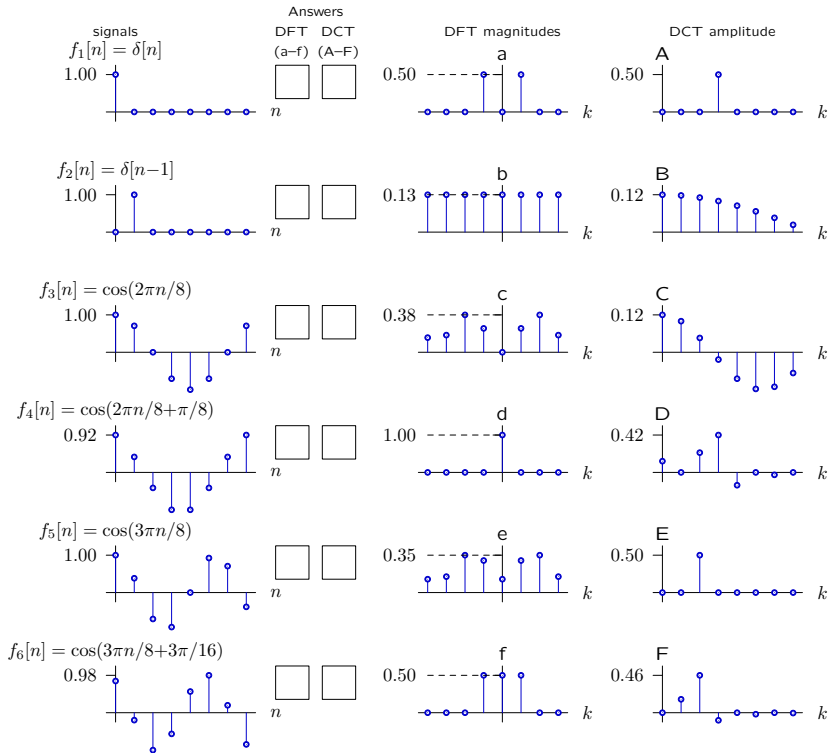 Answers
signals DFT DCT DFT magnitudes DCT amplitude
(a–f) (A–F)
f₁[n] = δ[n] a A
1.00 0.50 0.50
n k k
f₂[n] = δ[n−1] b B
1.00 0.13 0.12
n k k
f₃[n] = cos(2πn/8) c C
1.00 0.38 0.12
n k k
f₄[n] = cos(2πn/8+π/8) d D
0.92 1.00 0.42
n k k
f₅[n] = cos(3πn/8) e E
1.00 0.35 0.50
n k k
f₆[n] = cos(3πn/8+3π/16) f F
0.98 0.50 0.46
n k k